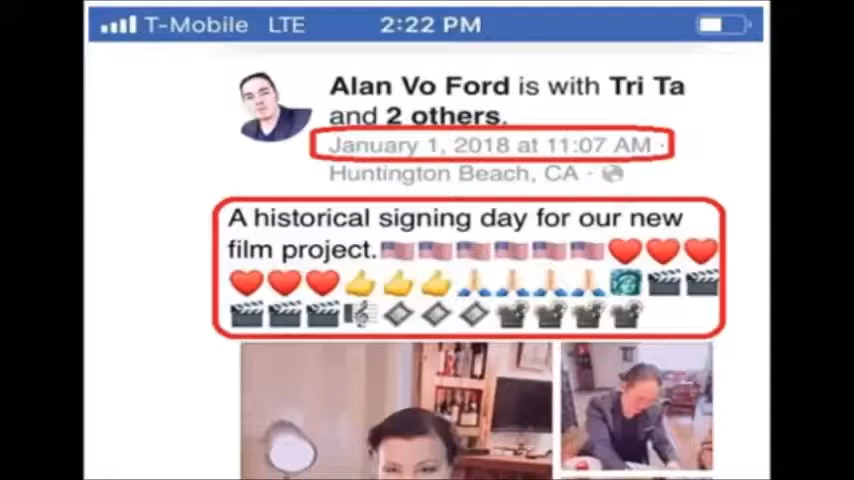 T-Mobile LTE 2:22 PM
Alan Vo Ford is with Tri Ta
and 2 others.
January 1, 2018 at 11:07 AM ·
Huntington Beach, CA ·
A historical signing day for our new
film project.🇺🇸🇺🇸🇺🇸🇺🇸🇺🇸🇺🇸❤️❤️❤️
❤️❤️❤️👍👍👍🙏🙏🙏🙏🗽🎬🎬
🎬🎬🎬🎼🎞🎞🎞🎥🎥🎥🎥